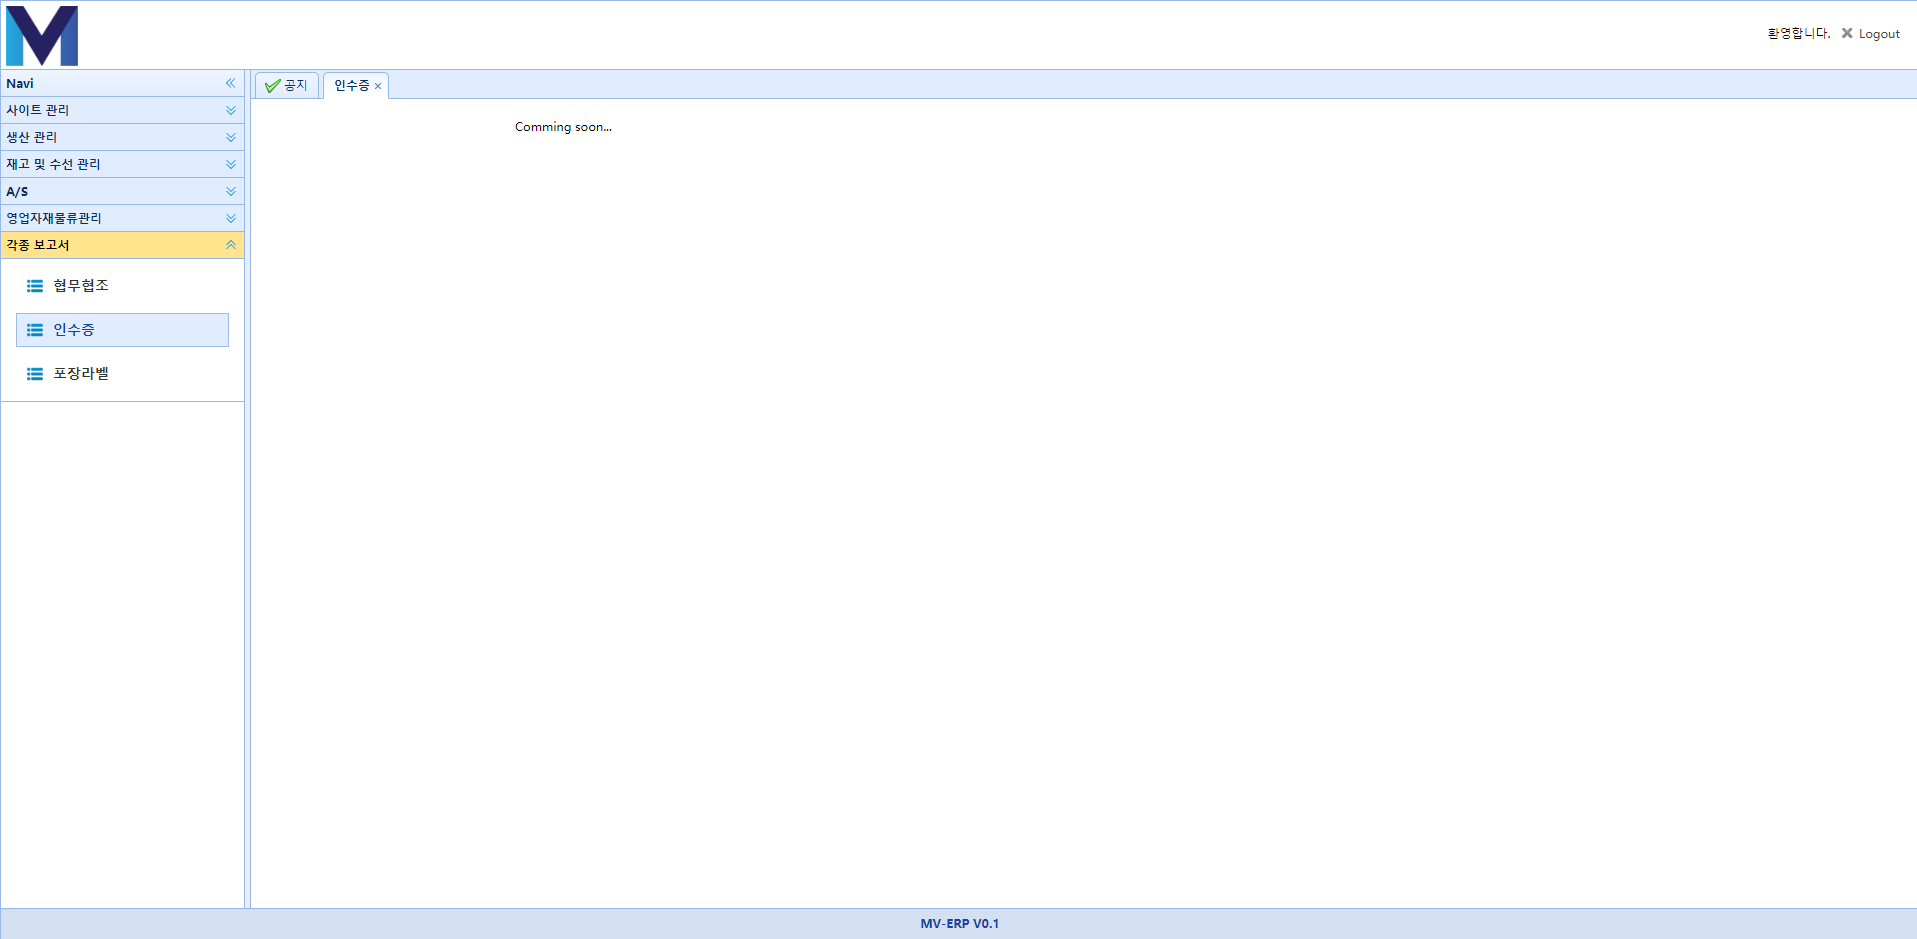 환영합니다. Logout
Navi
사이트 관리
생산 관리
재고 및 수선 관리
A/S
영업자재물류관리
각종 보고서
협무협조
인수증
포장라벨
공지 인수증
Comming soon...
MV-ERP V0.1